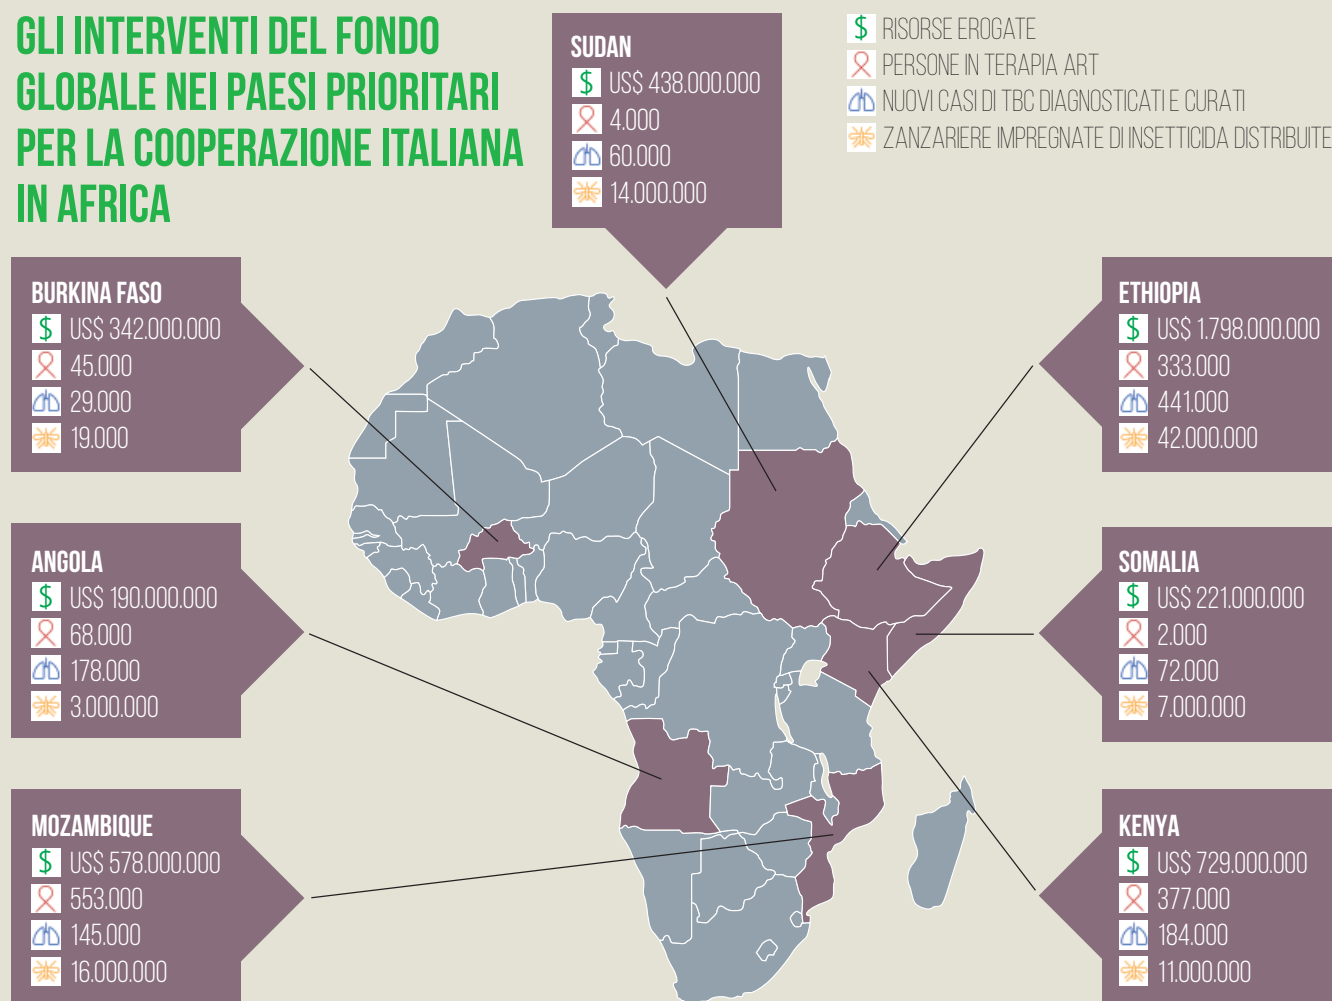 GLI INTERVENTI DEL FONDO
GLOBALE NEI PAESI PRIORITARI
PER LA COOPERAZIONE ITALIANA
IN AFRICA
SUDAN
$ US$ 438.000.000
4.000
60.000
14.000.000
$ RISORSE EROGATE
PERSONE IN TERAPIA ART
NUOVI CASI DI TBC DIAGNOSTICATI E CURATI
ZANZARIERE IMPREGNATE DI INSETTICIDA DISTRIBUITE
BURKINA FASO
$ US$ 342.000.000
45.000
29.000
19.000
ETHIOPIA
$ US$ 1.798.000.000
333.000
441.000
42.000.000
ANGOLA
$ US$ 190.000.000
68.000
178.000
3.000.000
SOMALIA
$ US$ 221.000.000
2.000
72.000
7.000.000
MOZAMBIQUE
$ US$ 578.000.000
553.000
145.000
16.000.000
KENYA
$ US$ 729.000.000
377.000
184.000
11.000.000